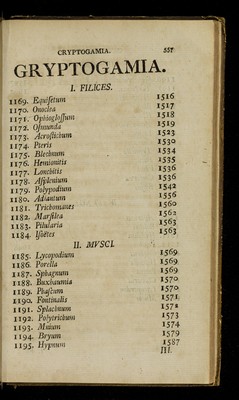 CRYPTOGAMIA. 557
CRYPTOGAMIA.
I. FILICES.
1169. Equiſetum 1516
1170. Onoclea 1517
1171. Ophiogloſſum 1518
1172. Oſmunda 1519
1173. Acroſtichum 1523
1174. Pteris 1530
1175. Blechnum 1534
1176. Hemionitis 1535
1177. Lonchitis 1536
1178. Aſplenium 1536
1179. Polypodium 1542
1180. Adiantum 1556
1181. Trichomanes 1560
1182. Marſilea 1562
1183. Pilularia 1563
1184. Iſoëtes 1563
II. MVSCI.
1185. Lycopodium 1569
1186. Porella 1569
1187. Sphagnum 1569
1188. Buxbaumia 1570
1189. Phaſcum 1570
1190. Fontinalis 1571
1191. Splachnum 1572
1192. Polytrichum 1573
1193. Mnium 1574
1194. Bryum 1579
1195. Hypnum 1587
III.